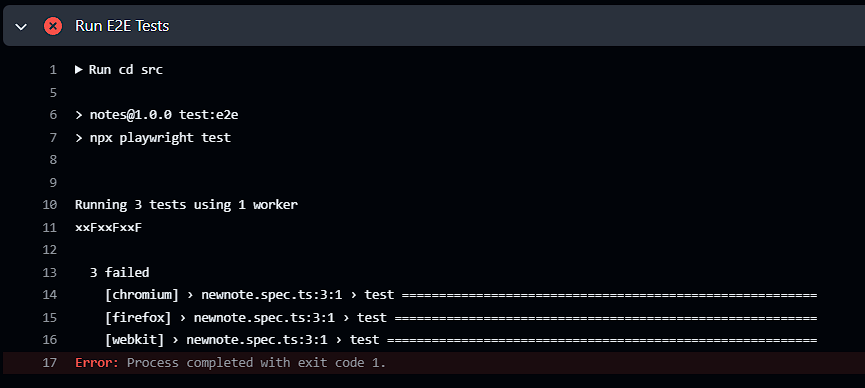 Run E2E Tests
1 ▶ Run cd src
5
6 > notes@1.0.0 test:e2e
7 > npx playwright test
8
9
10 Running 3 tests using 1 worker
11 xxFxxFxxF
12
13 3 failed
14 [chromium] › newnote.spec.ts:3:1 › test ========================================================
15 [firefox] › newnote.spec.ts:3:1 › test =========================================================
16 [webkit] › newnote.spec.ts:3:1 › test ==========================================================
17 Error: Process completed with exit code 1.